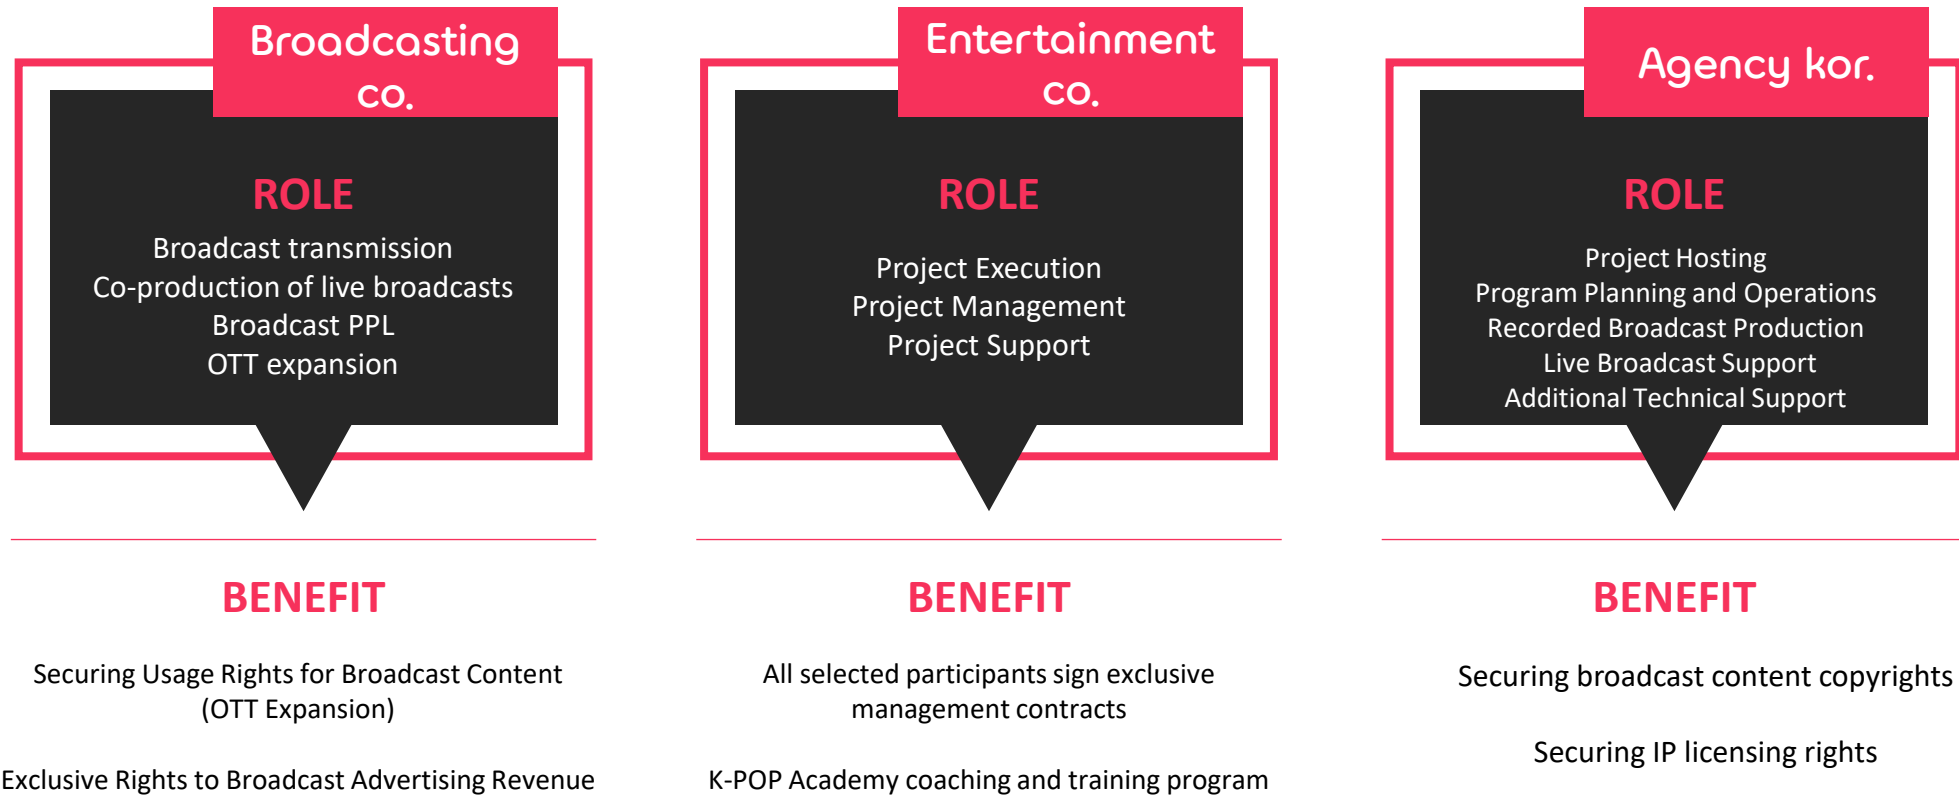 Broadcasting
co.
ROLE
Broadcast transmission
Co-production of live broadcasts
Broadcast PPL
OTT expansion
BENEFIT
Securing Usage Rights for Broadcast Content
(OTT Expansion)
Exclusive Rights to Broadcast Advertising Revenue
Entertainment
co.
ROLE
Project Execution
Project Management
Project Support
BENEFIT
All selected participants sign exclusive
management contracts
K-POP Academy coaching and training program
Agency kor.
ROLE
Project Hosting
Program Planning and Operations
Recorded Broadcast Production
Live Broadcast Support
Additional Technical Support
BENEFIT
Securing broadcast content copyrights
Securing IP licensing rights